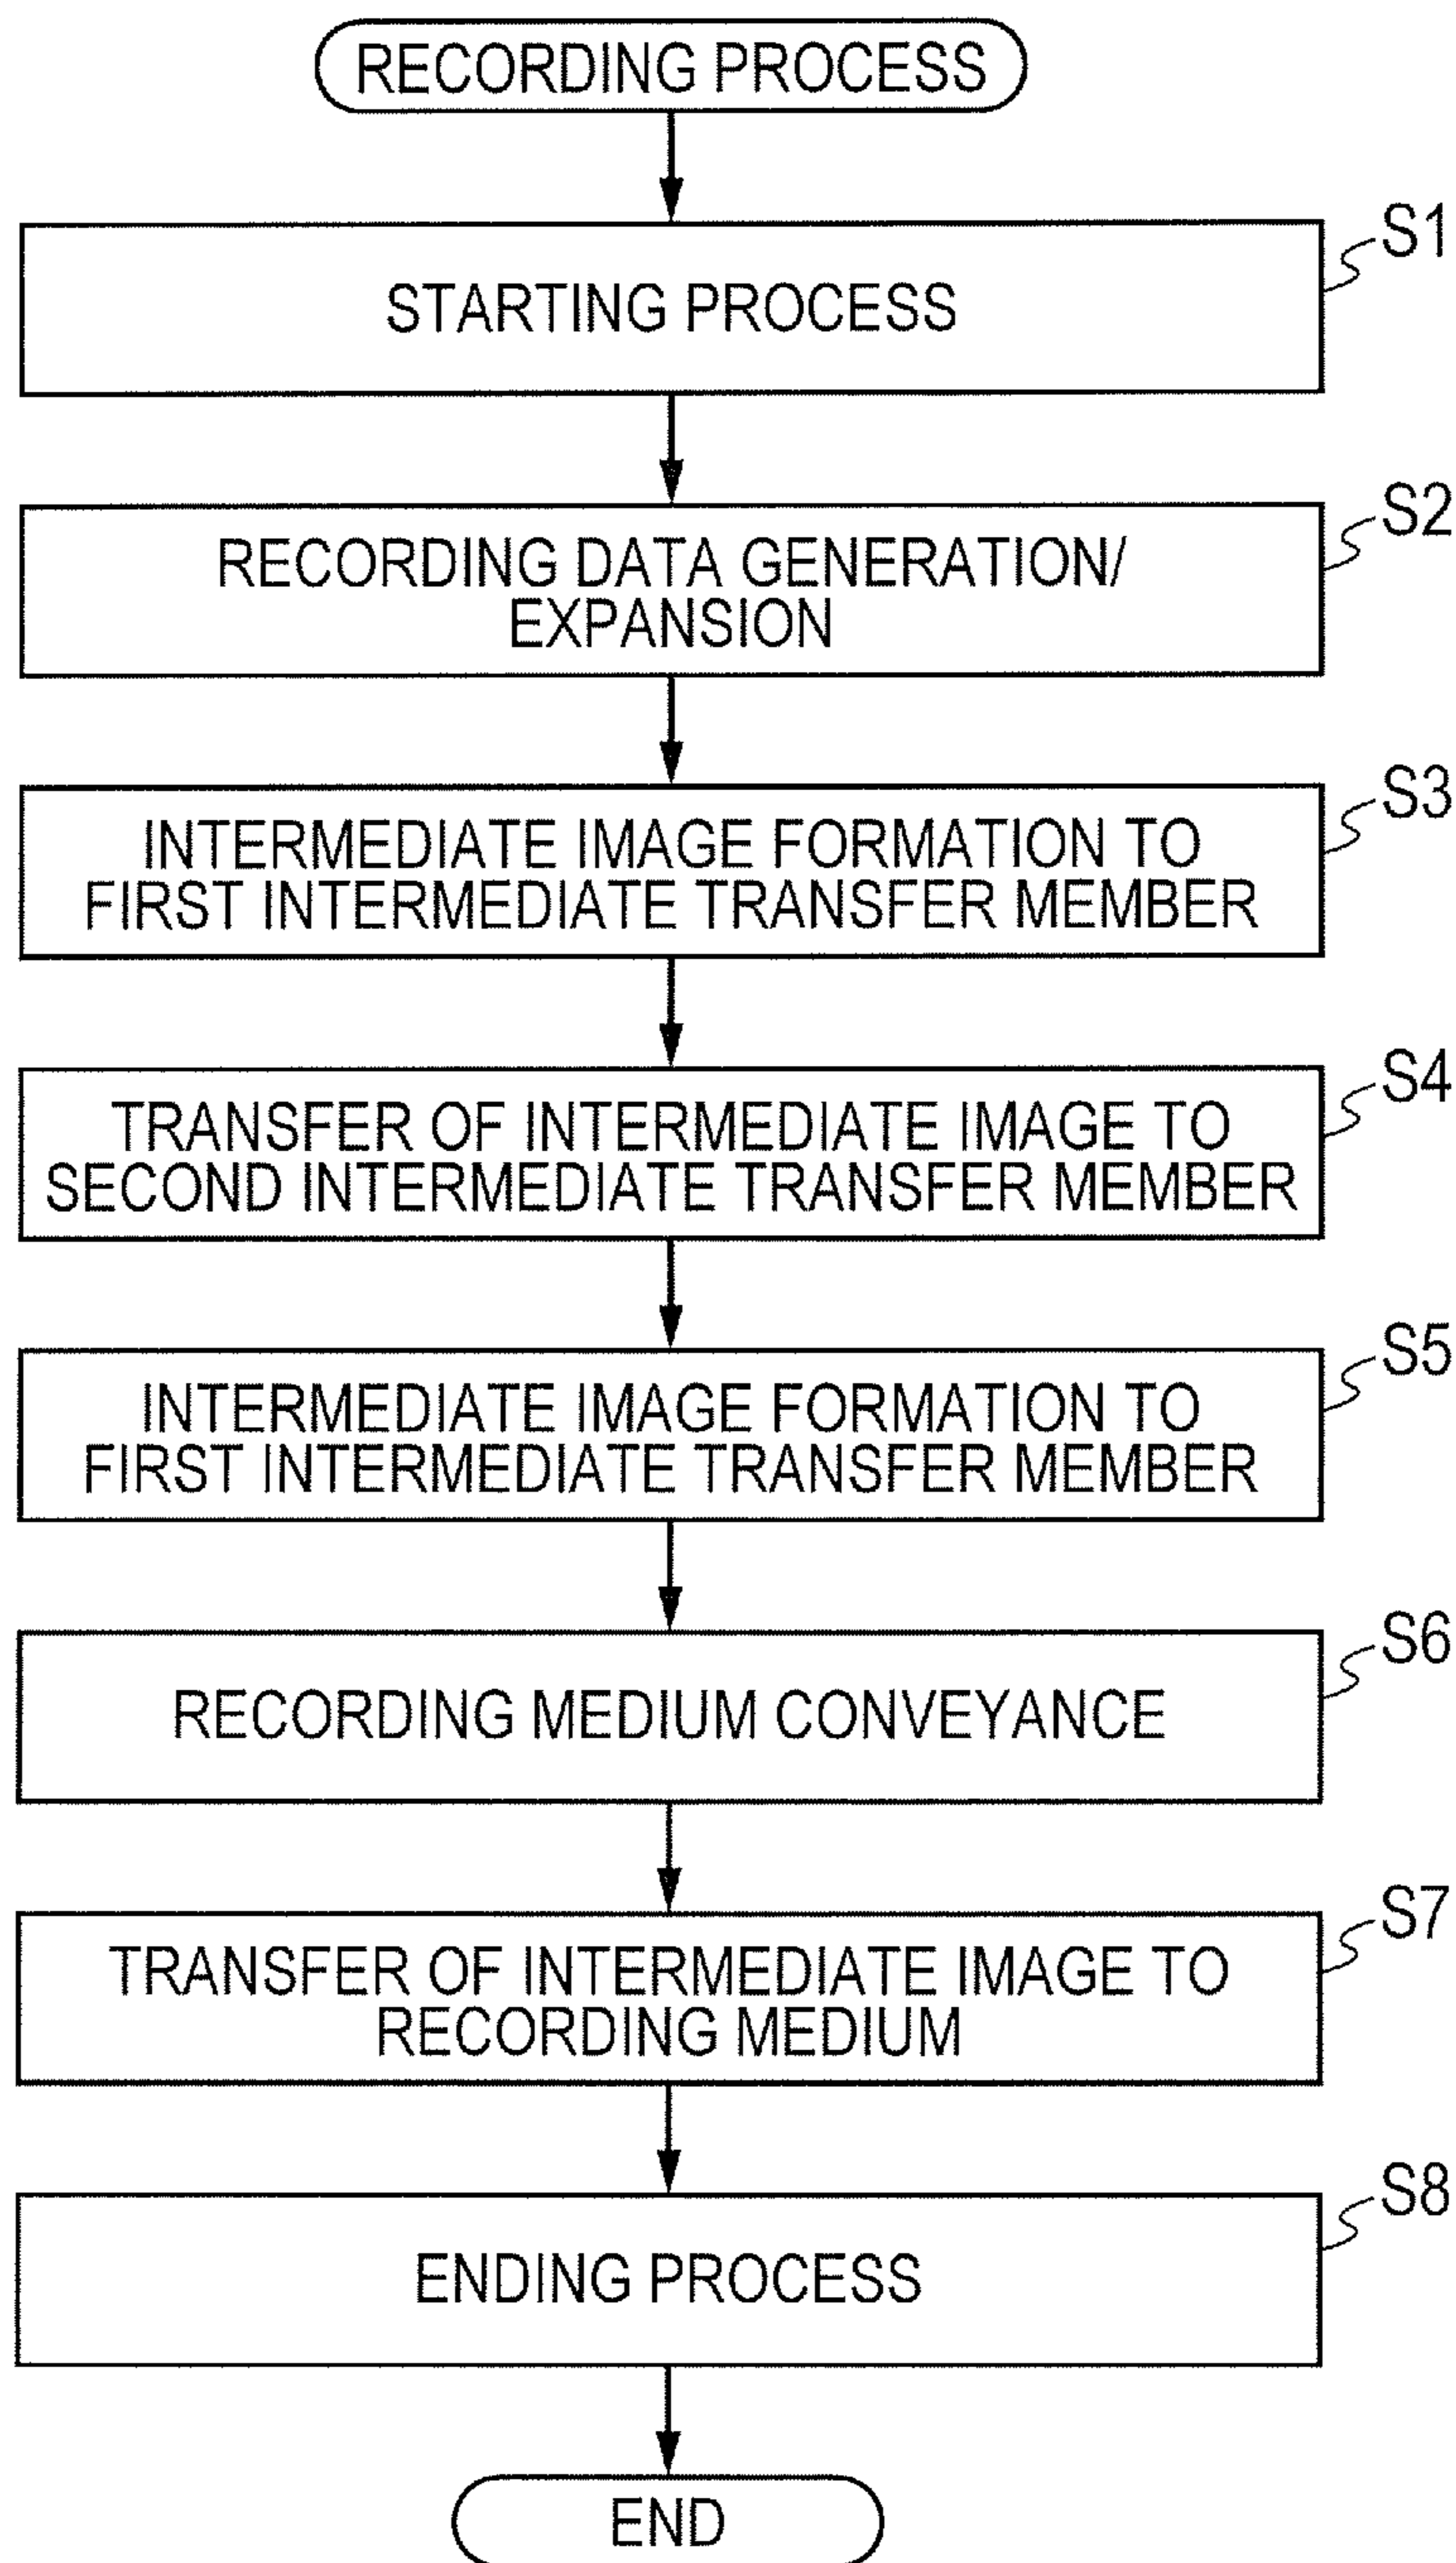 RECORDING PROCESS
S1
STARTING PROCESS
S2
RECORDING DATA GENERATION/
EXPANSION
S3
INTERMEDIATE IMAGE FORMATION TO
FIRST INTERMEDIATE TRANSFER MEMBER
S4
TRANSFER OF INTERMEDIATE IMAGE TO
SECOND INTERMEDIATE TRANSFER MEMBER
S5
INTERMEDIATE IMAGE FORMATION TO
FIRST INTERMEDIATE TRANSFER MEMBER
S6
RECORDING MEDIUM CONVEYANCE
S7
TRANSFER OF INTERMEDIATE IMAGE TO
RECORDING MEDIUM
S8
ENDING PROCESS
END